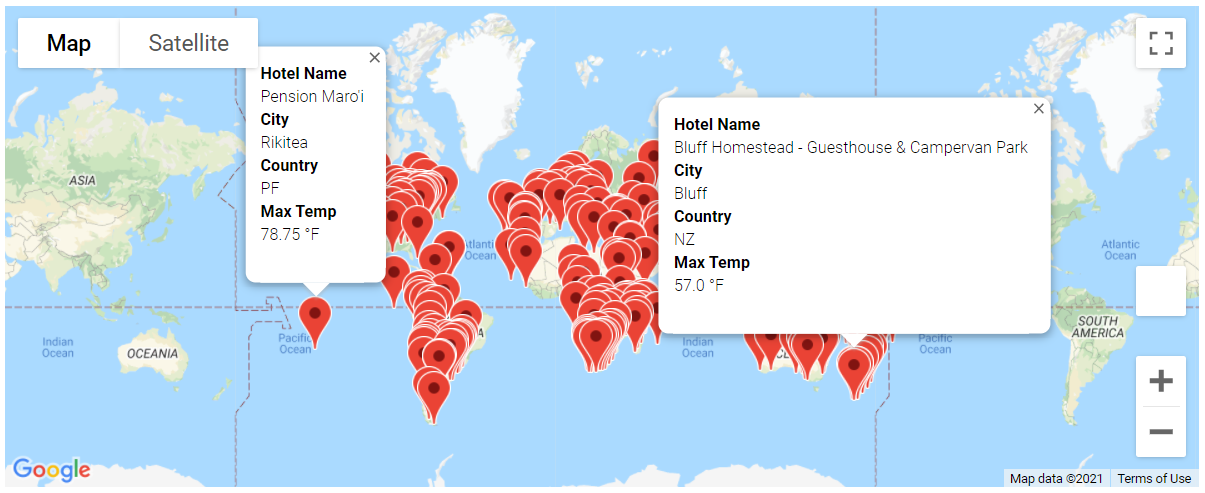 Map
Satellite
Hotel Name
Pension Maro'i
City
Rikitea
Country
PF
Max Temp
78.75 °F
Hotel Name
Bluff Homestead - Guesthouse & Campervan Park
City
Bluff
Country
NZ
Max Temp
57.0 °F
ASIA
Atlantic
Ocean
Atlantic
Ocean
Indian
Ocean
OCEANIA
Pacific
Ocean
Indian
Ocean
Pacific
Ocean
SOUTH
AMERICA
Google
Map data ©2021
Terms of Use